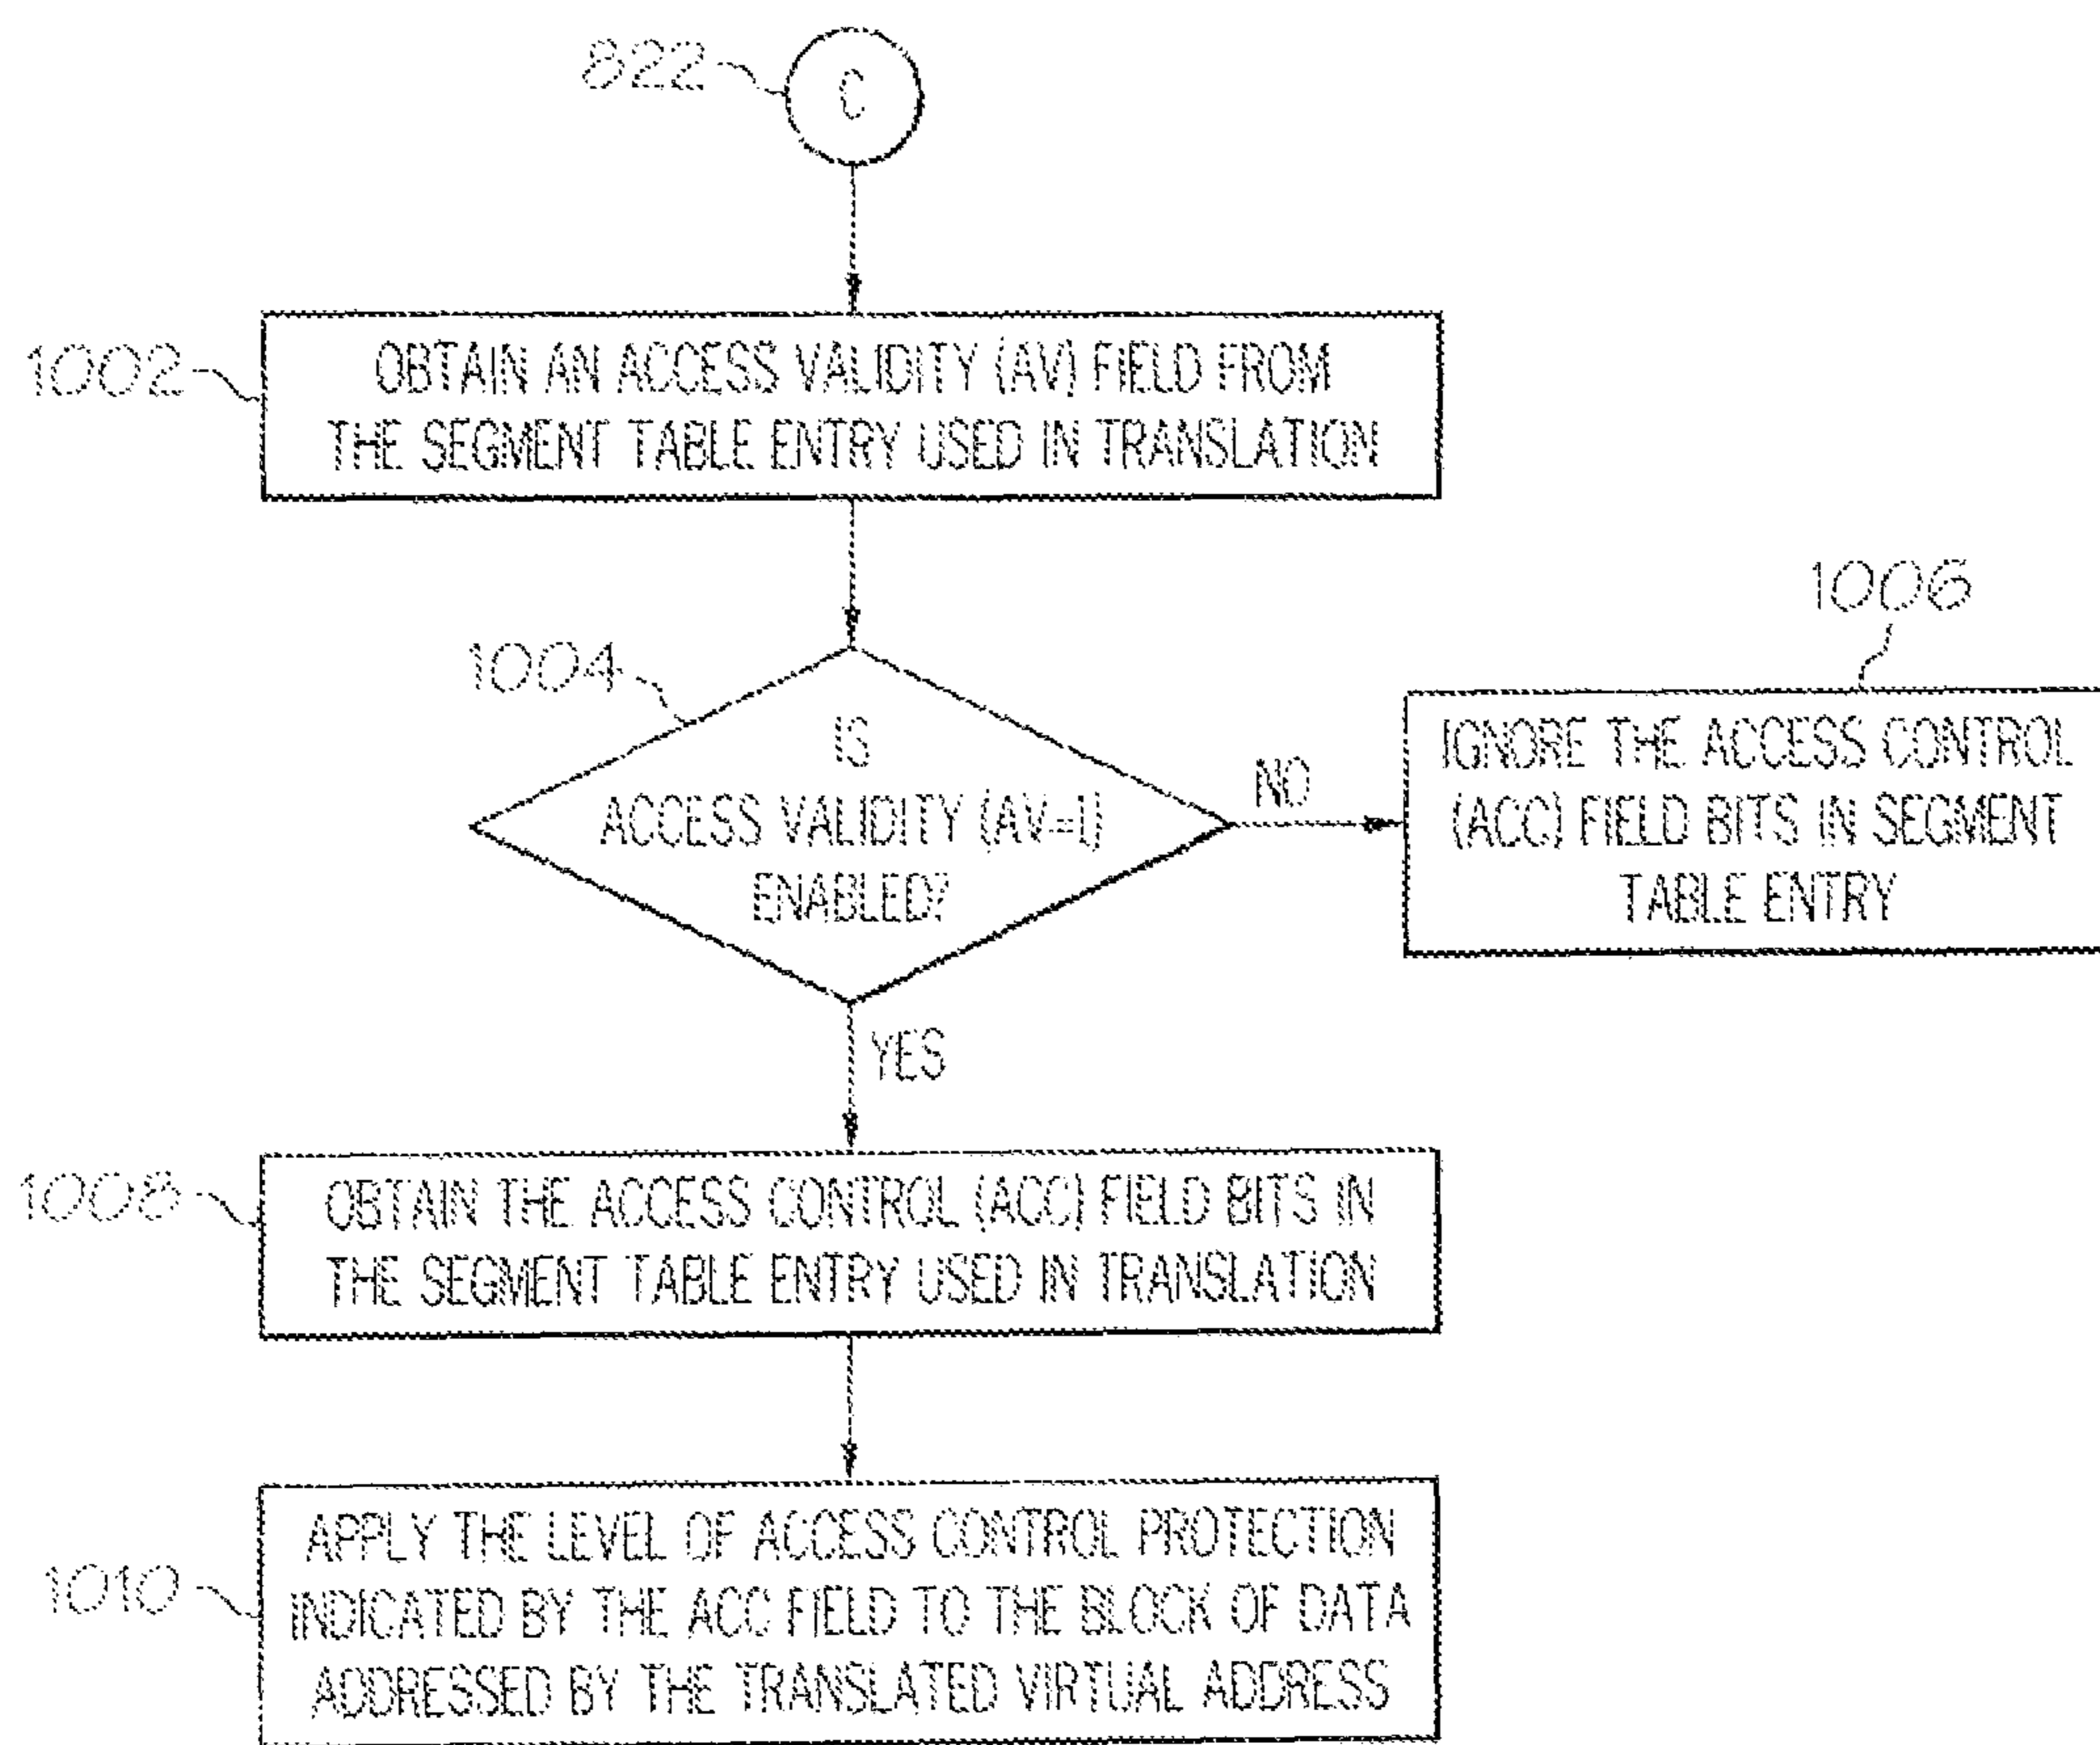 822
C
1002
OBTAIN AN ACCESS VALIDITY (AV) FIELD FROM
THE SEGMENT TABLE ENTRY USED IN TRANSLATION
1004
IS
ACCESS VALIDITY (AV=1)
ENABLED?
NO
1006
IGNORE THE ACCESS CONTROL
(ACC) FIELD BITS IN SEGMENT
TABLE ENTRY
YES
1008
OBTAIN THE ACCESS CONTROL (ACC) FIELD BITS IN
THE SEGMENT TABLE ENTRY USED IN TRANSLATION
1010
APPLY THE LEVEL OF ACCESS CONTROL PROTECTION
INDICATED BY THE ACC FIELD TO THE BLOCK OF DATA
ADDRESSED BY THE TRANSLATED VIRTUAL ADDRESS